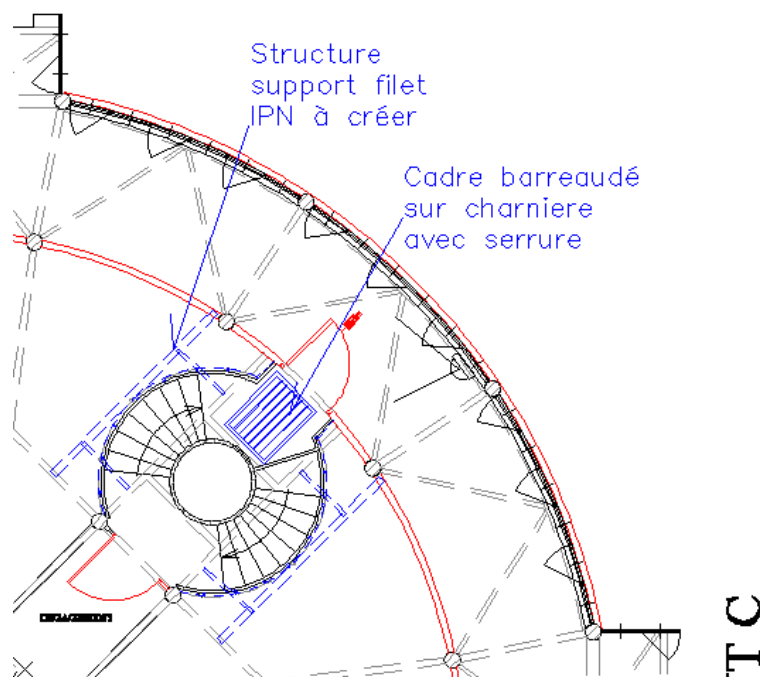 Structure
support filet
IPN à créer
Cadre barreaudé
sur charniere
avec serrure
TC